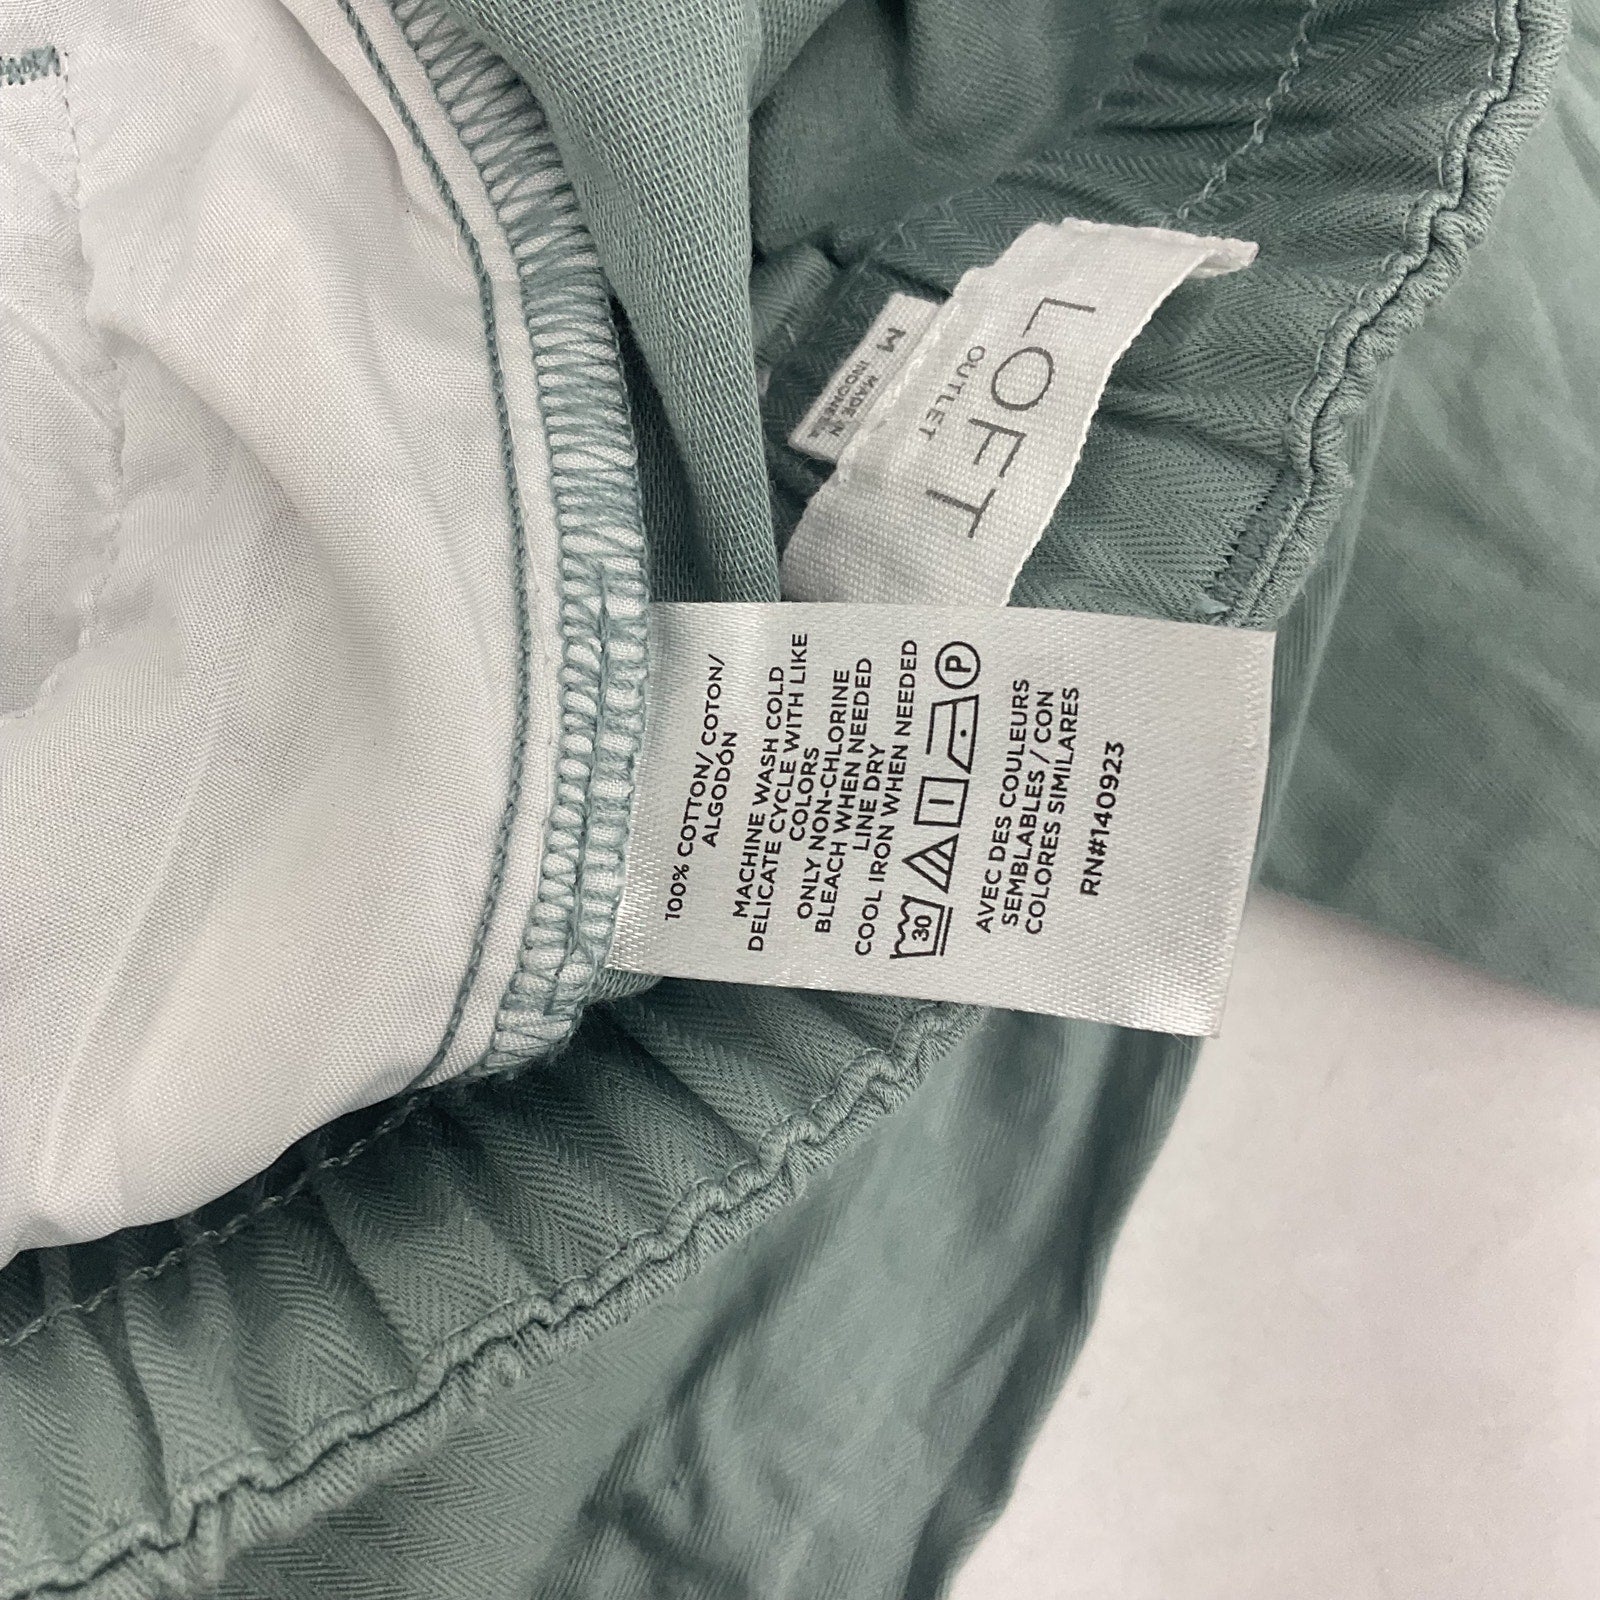 LOFT
OUTLET
M
MADE IN
INDONESIA
100% COTTON/ COTON/
ALGODÓN
MACHINE WASH COLD
DELICATE CYCLE WITH LIKE
COLORS
ONLY NON-CHLORINE
BLEACH WHEN NEEDED
LINE DRY
COOL IRON WHEN NEEDED
30
P
AVEC DES COULEURS
SEMBLABLES / CON
COLORES SIMILARES
RN#140923